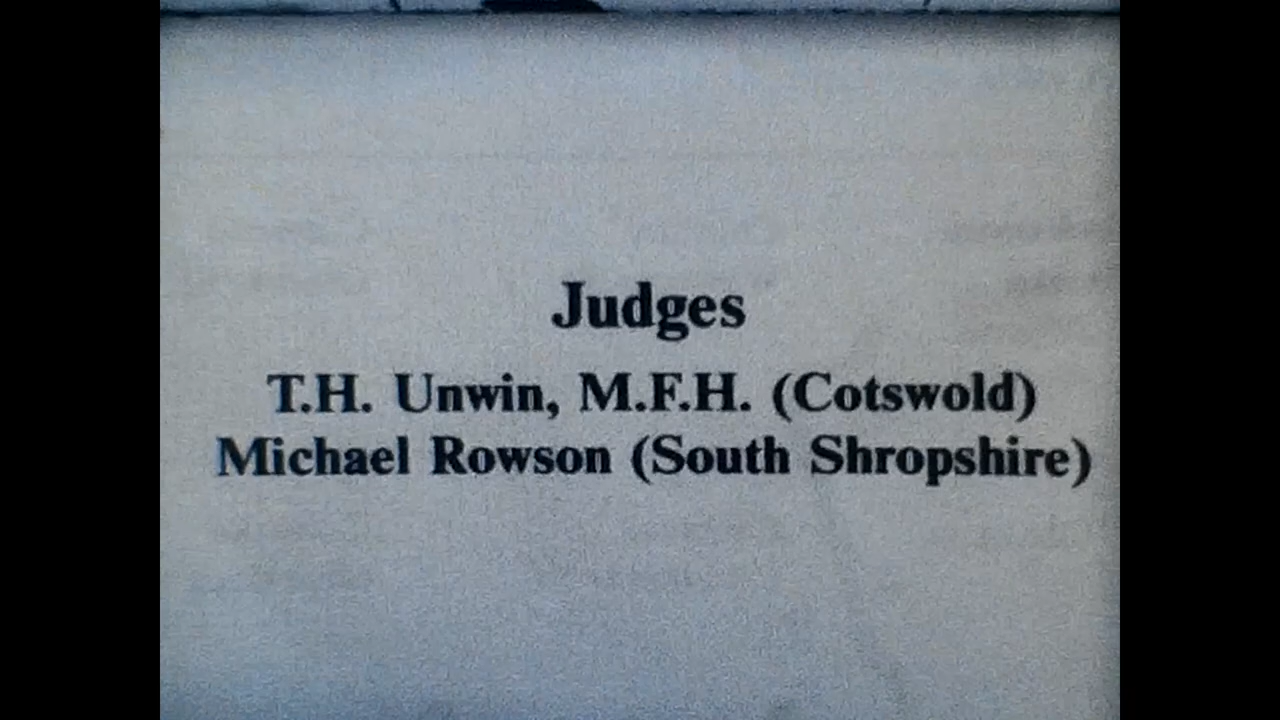 Judges
T.H. Unwin, M.F.H. (Cotswold)
Michael Rowson (South Shropshire)